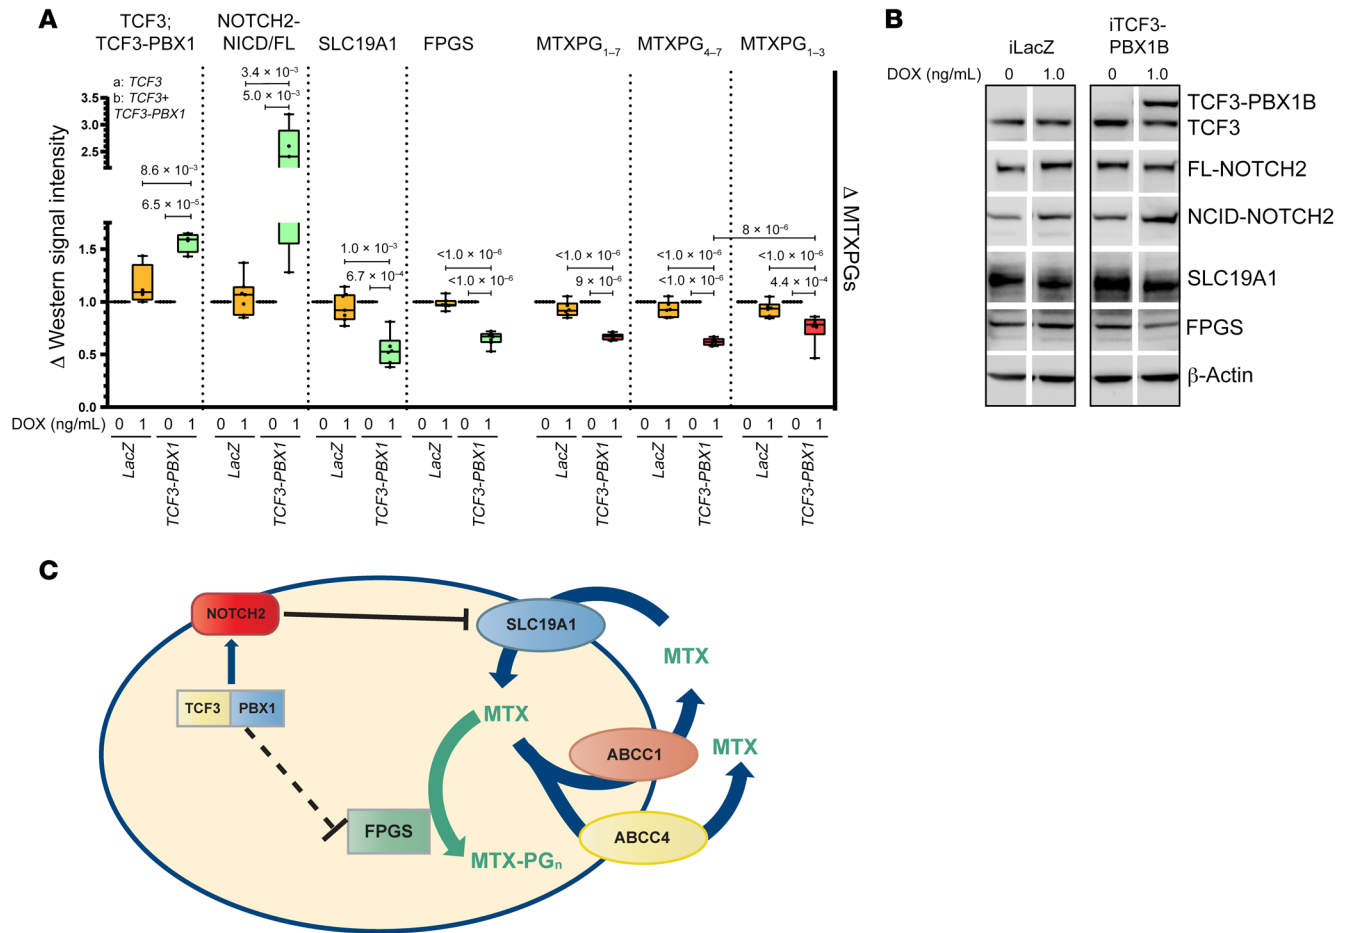 A
TCF3;
TCF3-PBX1
NOTCH2-
NICD/FL
SLC19A1
FPGS
MTXPG1–7
MTXPG4–7
MTXPG1–3
a: TCF3
b: TCF3+
TCF3-PBX1
3.4 × 10–3
5.0 × 10–3
8.6 × 10–3
6.5 × 10–5
1.0 × 10–3
6.7 × 10–4
<1.0 × 10–6
<1.0 × 10–6
<1.0 × 10–6
9 × 10–6
<1.0 × 10–6
<1.0 × 10–6
8 × 10–6
<1.0 × 10–6
4.4 × 10–4
Δ Western signal intensity
3.5
3.0
2.5
1.5
1.0
0.5
0.0
Δ MTXPGs
DOX (ng/mL) 0 1 0 1 0 1 0 1 0 1 0 1 0 1 0 1 0 1 0 1 0 1 0 1 0 1 0 1
LacZ TCF3-PBX1 LacZ TCF3-PBX1 LacZ TCF3-PBX1 LacZ TCF3-PBX1 LacZ TCF3-PBX1 LacZ TCF3-PBX1 LacZ TCF3-PBX1
B
iLacZ
iTCF3-
PBX1B
DOX (ng/mL) 0 1.0 0 1.0
TCF3-PBX1B
TCF3
FL-NOTCH2
NCID-NOTCH2
SLC19A1
FPGS
β-Actin
C
NOTCH2
SLC19A1
MTX
TCF3 PBX1
MTX
ABCC1
MTX
FPGS
ABCC4
MTX-PGn